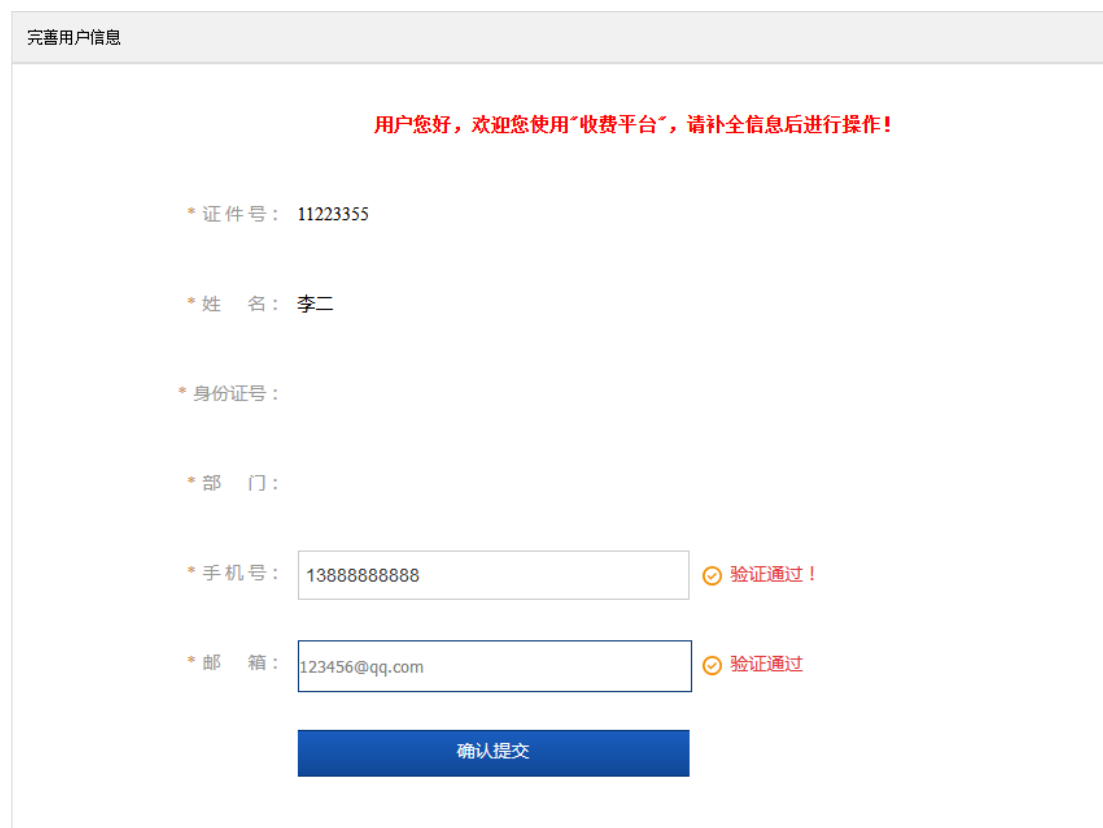 完善用户信息
用户您好，欢迎您使用"收费平台"，请补全信息后进行操作！
* 证件号： 11223355
* 姓 名： 李二
* 身份证号：
* 部 门：
* 手机号： 13888888888 验证通过！
* 邮 箱： 123456@qq.com 验证通过
确认提交